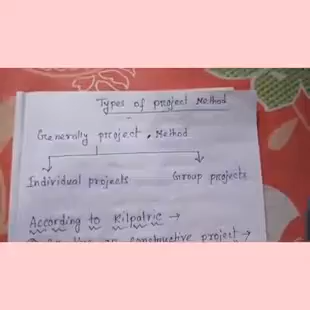 Types of project Method
Generally project, Method
Individual projects Group projects
According to Kilpatric →
constructive project →